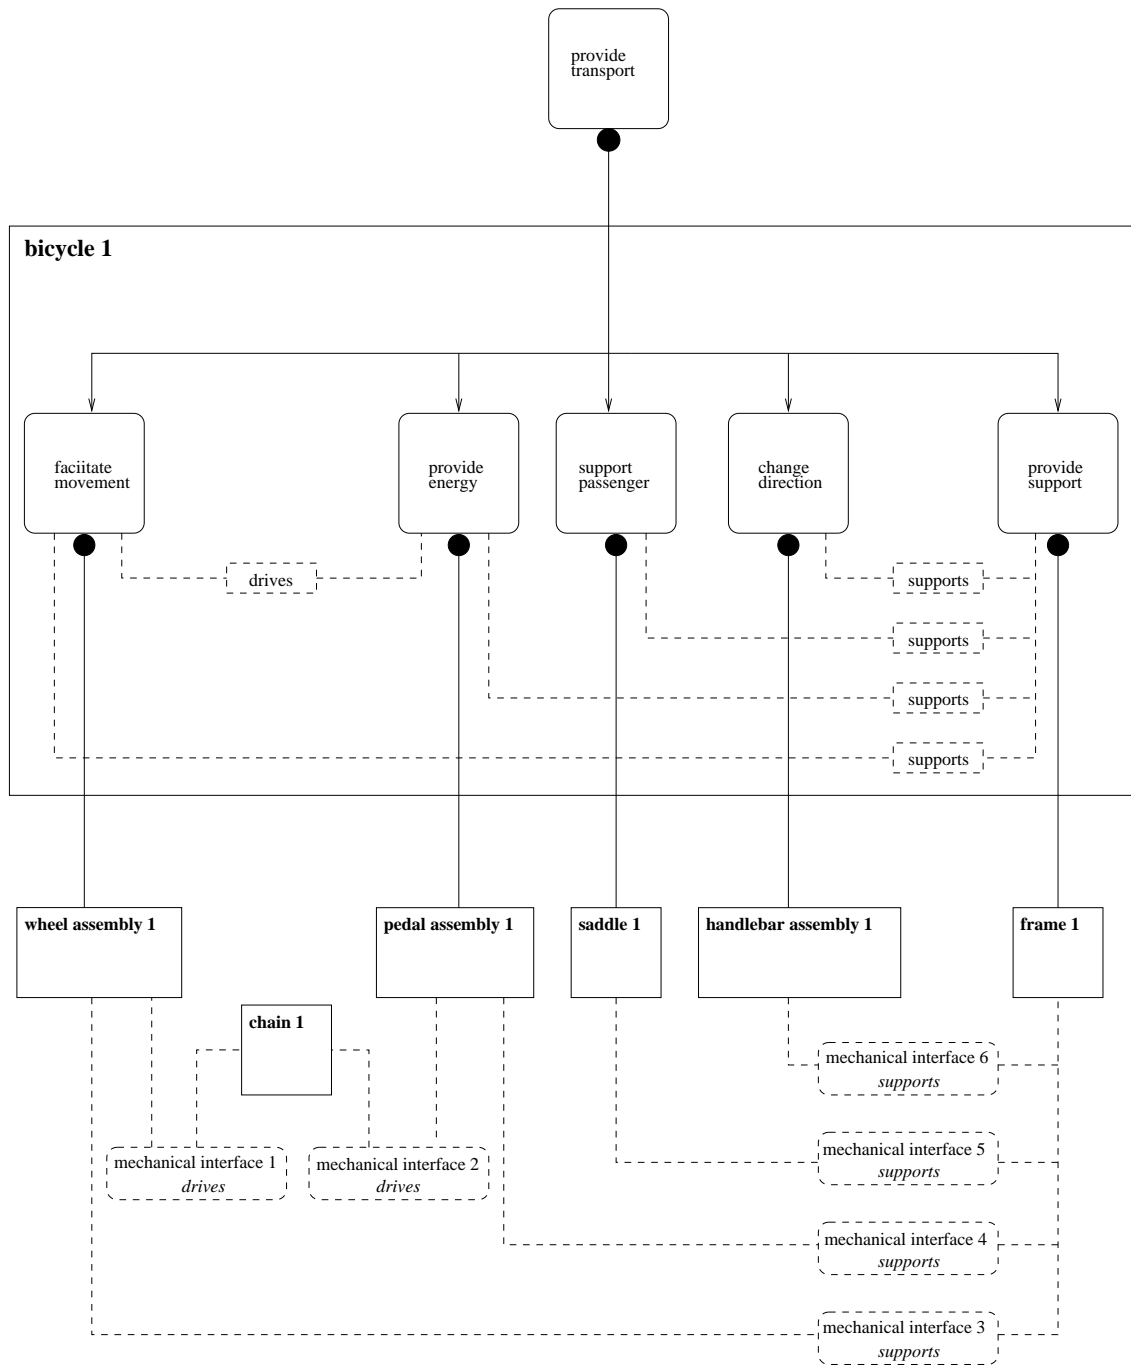 provide
transport
bicycle 1
faciitate
movement
provide
energy
support
passenger
change
direction
provide
support
drives
supports
supports
supports
supports
wheel assembly 1
pedal assembly 1
saddle 1
handlebar assembly 1
frame 1
chain 1
mechanical interface 6
supports
mechanical interface 1
drives
mechanical interface 2
drives
mechanical interface 5
supports
mechanical interface 4
supports
mechanical interface 3
supports